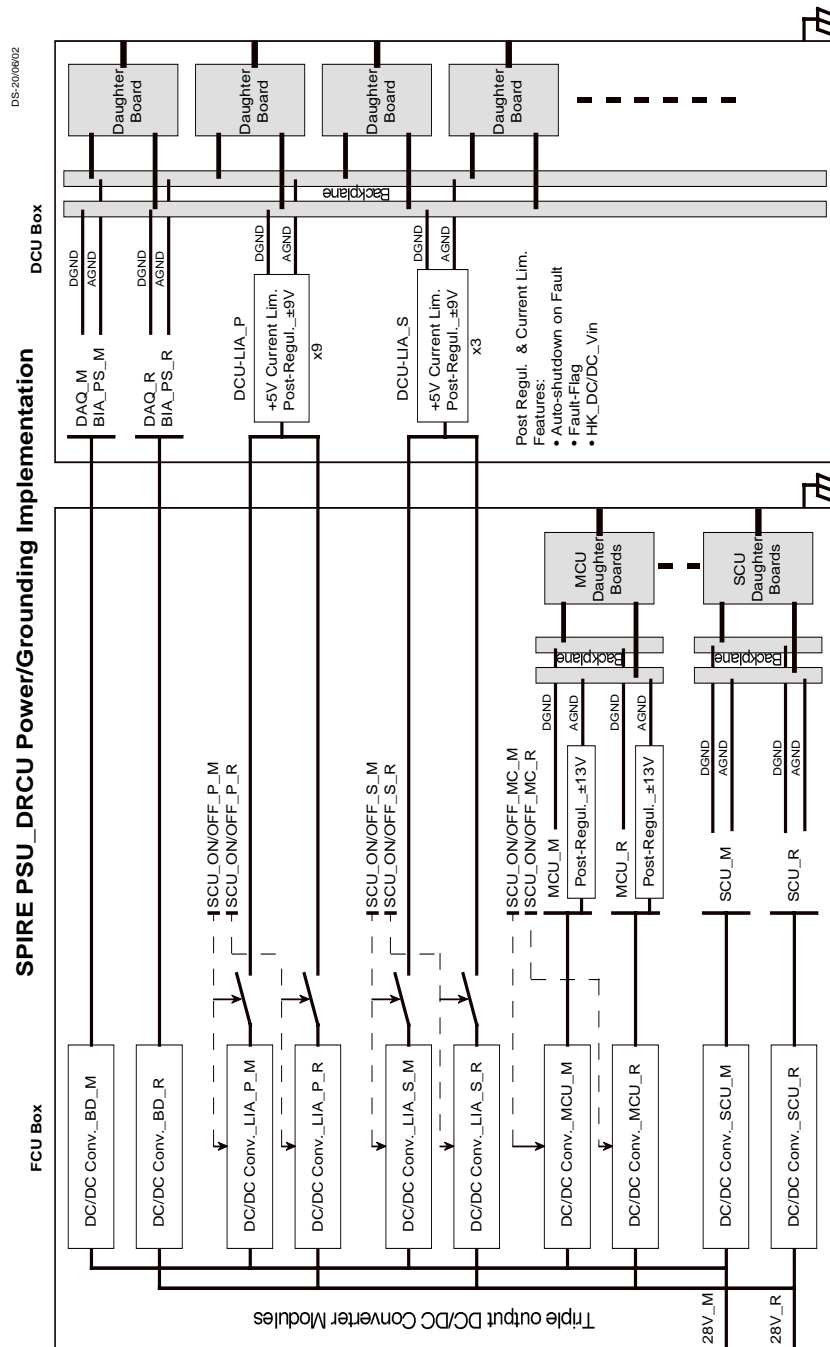 SPIRE PSU_DRCU Power/Grounding Implementation
DS-20/06/02
FCU Box
DCU Box
Triple output DC/DC Converter Modules
DC/DC Conv._BD_M
DC/DC Conv._BD_R
DC/DC Conv._LIA_P_M
DC/DC Conv._LIA_P_R
DC/DC Conv._LIA_S_M
DC/DC Conv._LIA_S_R
DC/DC Conv._MCU_M
DC/DC Conv._MCU_R
DC/DC Conv._SCU_M
DC/DC Conv._SCU_R
28V_M
28V_R
SCU_ON/OFF_P_M
SCU_ON/OFF_P_R
SCU_ON/OFF_S_M
SCU_ON/OFF_S_R
SCU_ON/OFF_MC_M
SCU_ON/OFF_MC_R
MCU_M
Post-Regul._±13V
MCU_R
Post-Regul._±13V
SCU_M
SCU_R
DGND
AGND
DGND
AGND
DGND
AGND
DGND
AGND
Backplane
Backplane
MCU
Daughter
Boards
SCU
Daughter
Boards
DAQ_M
BIA_PS_M
DAQ_R
BIA_PS_R
DCU-LIA_P
+5V Current Lim.
Post-Regul._±9V
x9
DCU-LIA_S
+5V Current Lim.
Post-Regul._±9V
x3
Post Regul. & Current Lim.
Features:
• Auto-shutdown on Fault
• Fault-Flag
• HK_DC/DC_Vin
DGND
AGND
DGND
AGND
DGND
AGND
DGND
AGND
Backplane
Daughter
Board
Daughter
Board
Daughter
Board
Daughter
Board